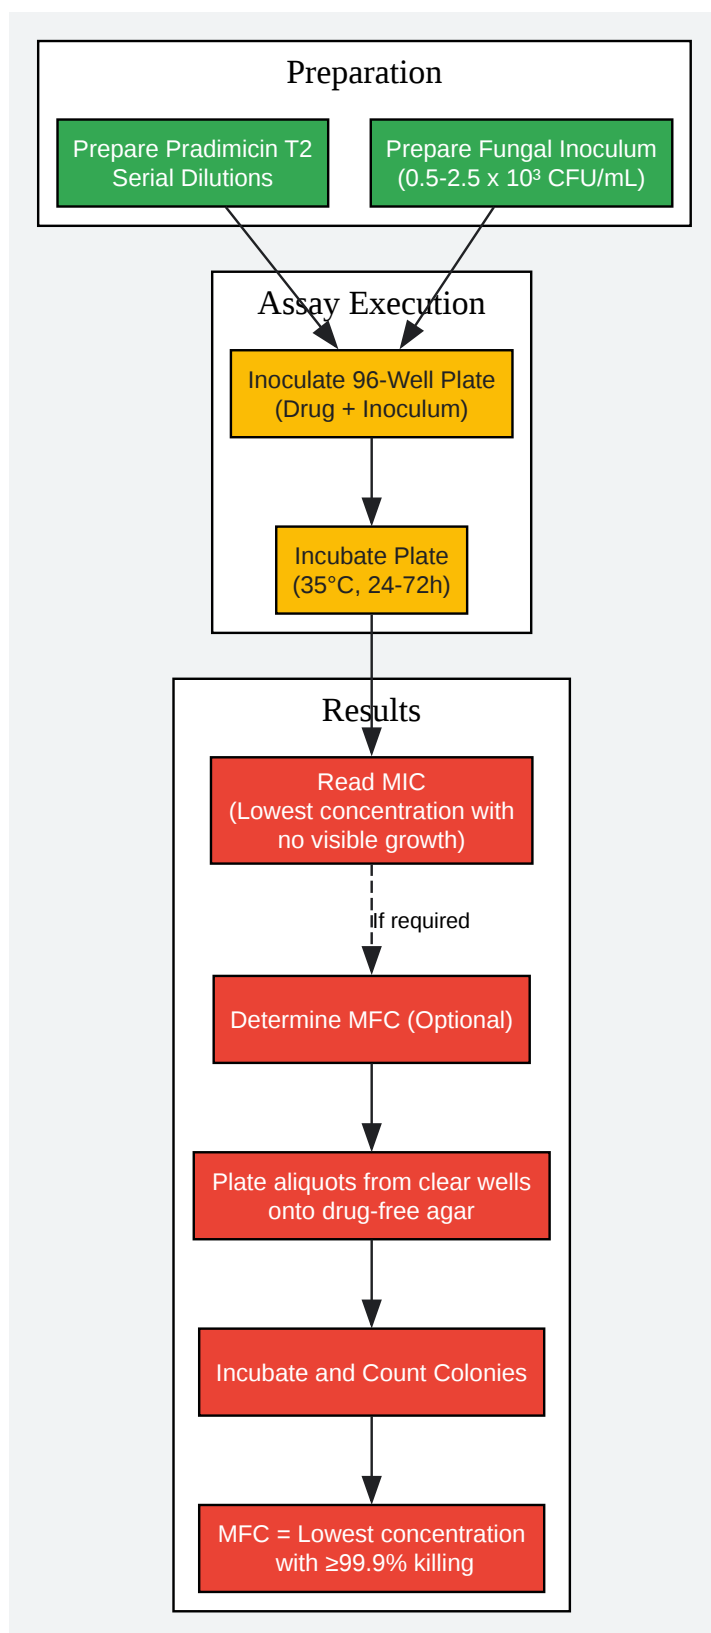 Preparation
Prepare Pradimicin T2
Serial Dilutions
Prepare Fungal Inoculum
(0.5-2.5 x 10³ CFU/mL)
Assay Execution
Inoculate 96-Well Plate
(Drug + Inoculum)
Incubate Plate
(35°C, 24-72h)
Results
Read MIC
(Lowest concentration with
no visible growth)
If required
Determine MFC (Optional)
Plate aliquots from clear wells
onto drug-free agar
Incubate and Count Colonies
MFC = Lowest concentration
with ≥99.9% killing